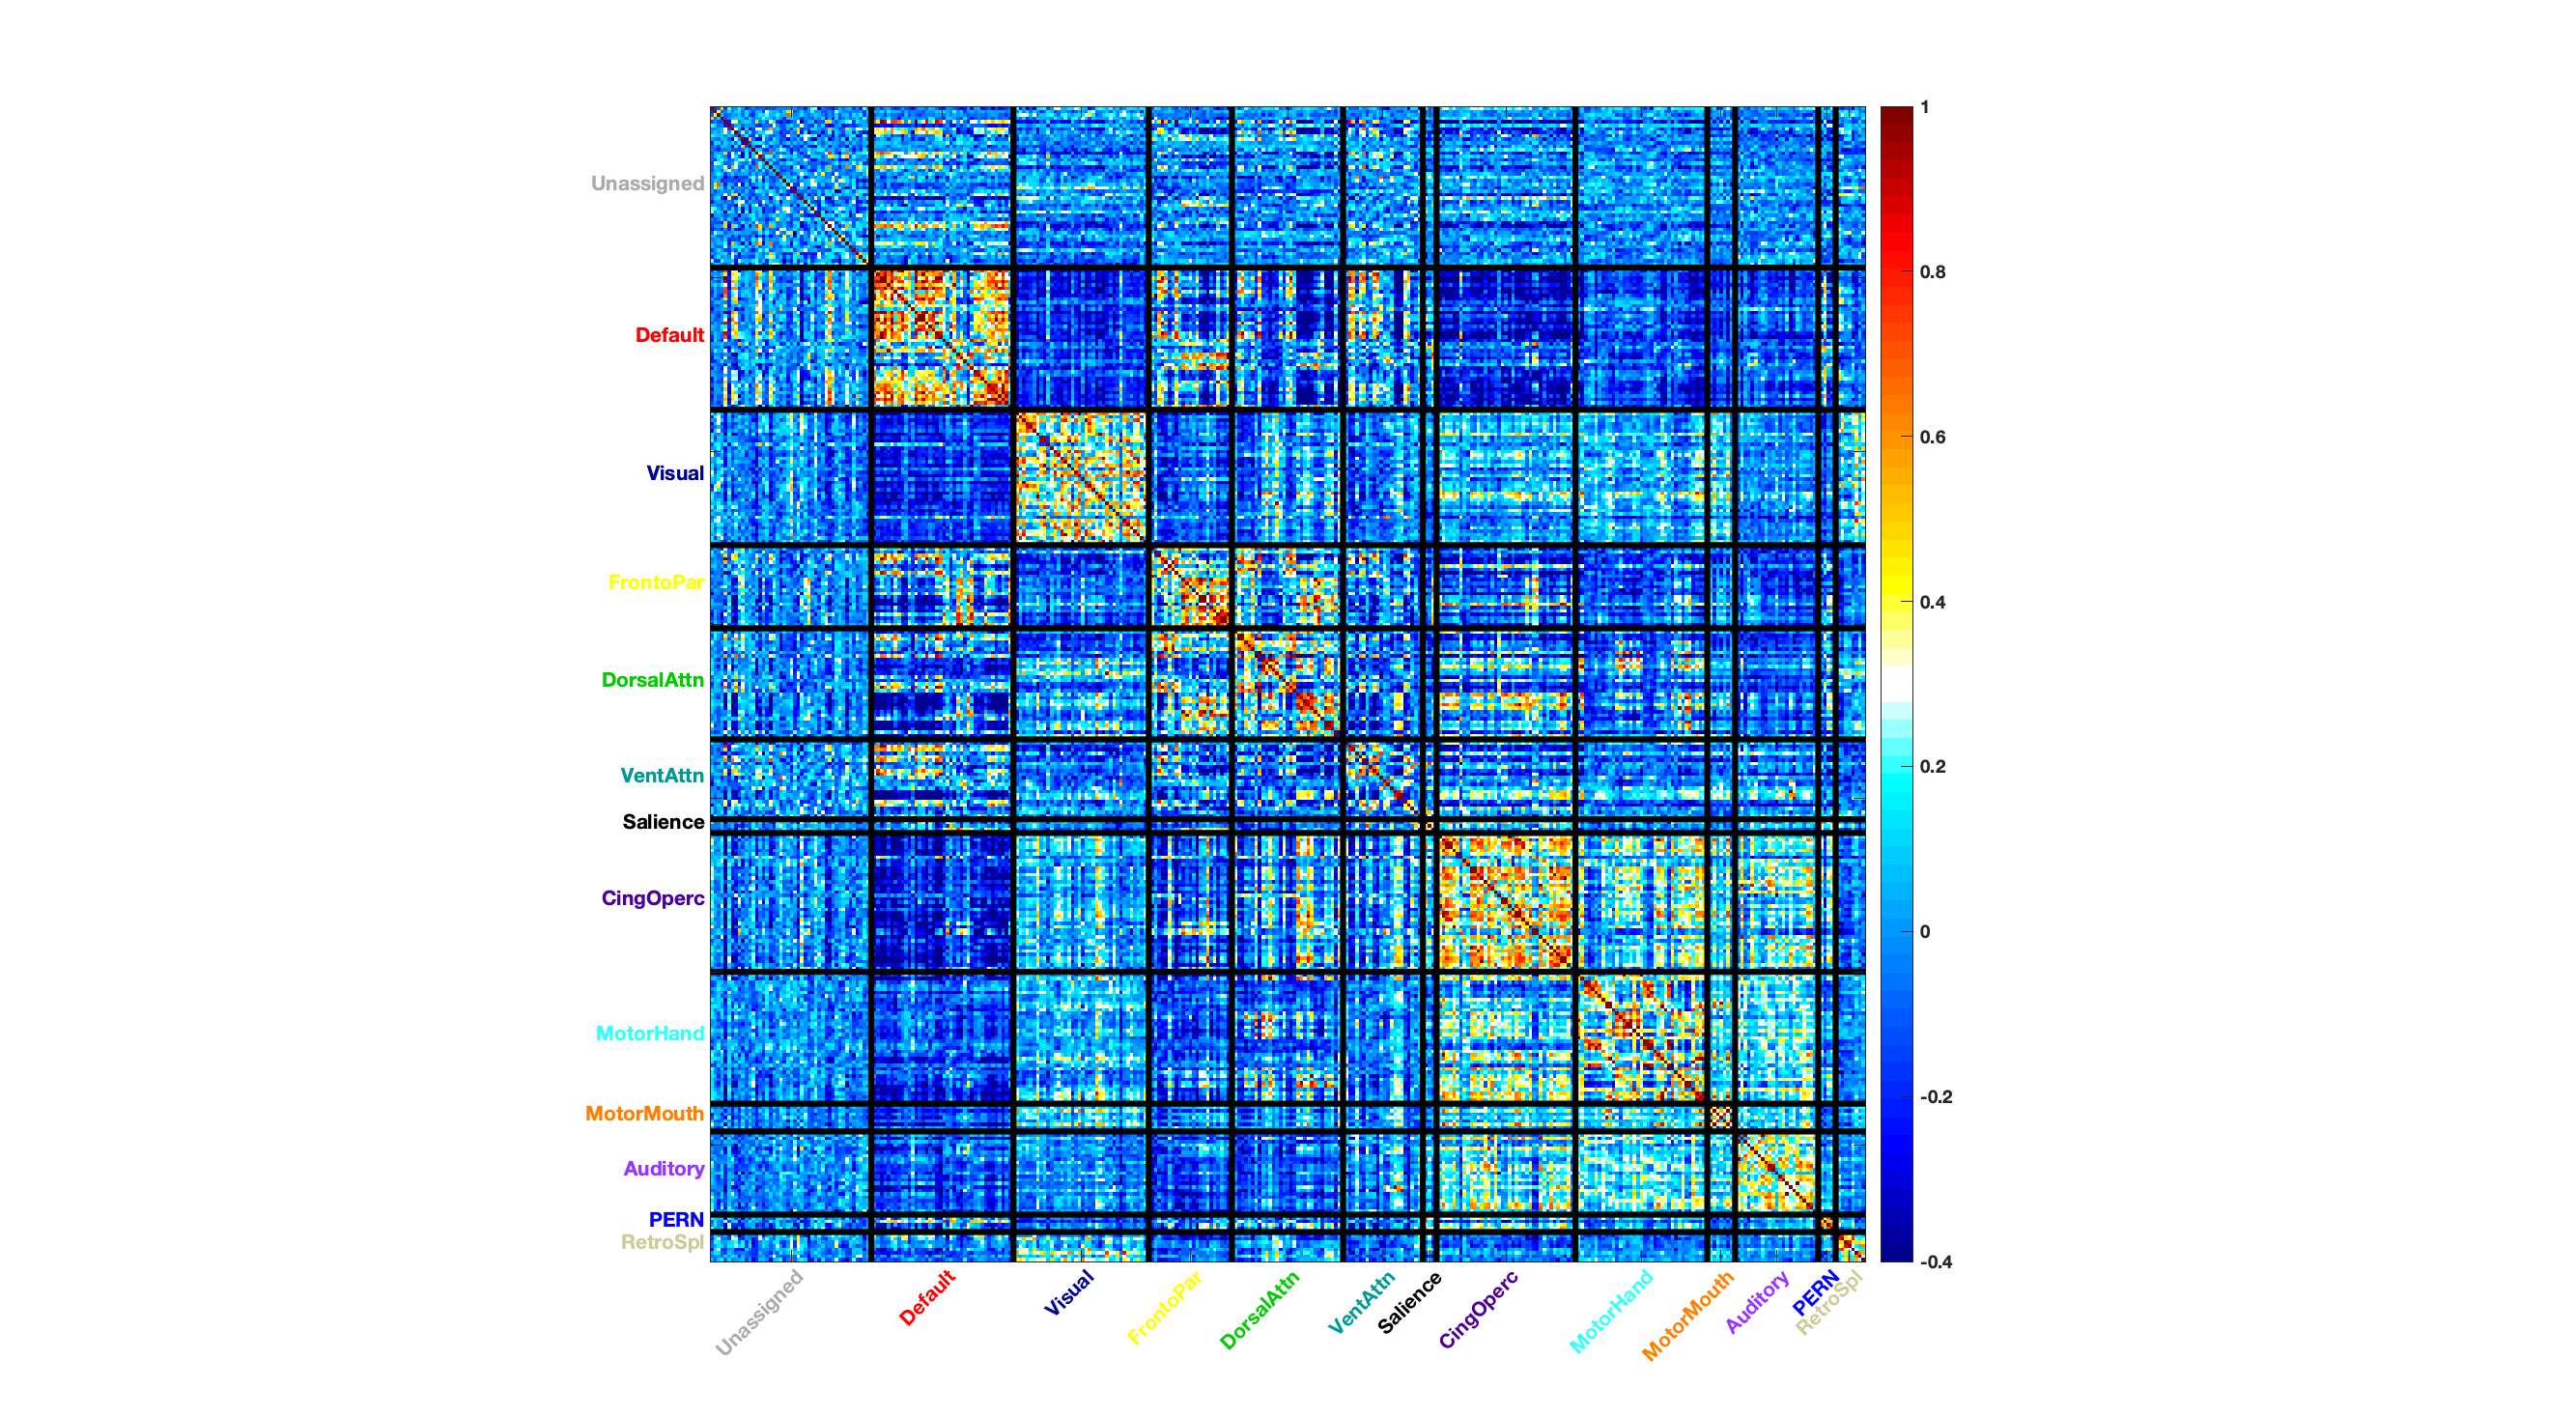 Unassigned
Default
Visual
FrontoPar
DorsalAttn
VentAttn
Salience
CingOperc
MotorHand
MotorMouth
Auditory
PERN
RetroSpl
Unassigned
Default
Visual
FrontoPar
DorsalAttn
VentAttn
Salience
CingOperc
MotorHand
MotorMouth
Auditory
PERN
RetroSpl
1
0.8
0.6
0.4
0.2
0
-0.2
-0.4